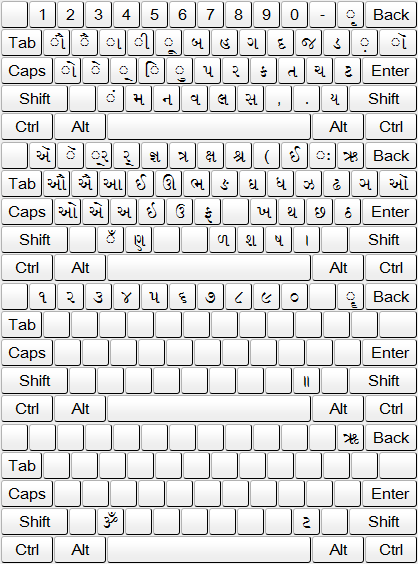 1 2 3 4 5 6 7 8 9 0 - ૃ Back
Tab ૌ ૈ ા ી ૂ બ હ ગ દ જ ડ ઼ ૉ
Caps ો ે ્ િ ુ પ ર ક ત ચ ટ Enter
Shift ં મ ન વ લ સ , . ય Shift
Ctrl Alt Alt Ctrl
ઍ ૅ ્ર ર્ જ્ઞ ત્ર ક્ષ શ્ર ( ઈ ઃ ઋ Back
Tab ઔ ઐ આ ઈ ઊ ભ ઙ ઘ ધ ઝ ઢ ઞ ઑ
Caps ઓ એ અ ઈ ઉ ફ ખ થ છ ઠ Enter
Shift ઁ ણ ળ શ ષ । Shift
Ctrl Alt Alt Ctrl
૧ ૨ ૩ ૪ ૫ ૬ ૭ ૮ ૯ ૦ ૄ Back
Tab
Caps Enter
Shift ॥ Shift
Ctrl Alt Alt Ctrl
ૠ Back
Tab
Caps Enter
Shift ૐ ઽ Shift
Ctrl Alt Alt Ctrl